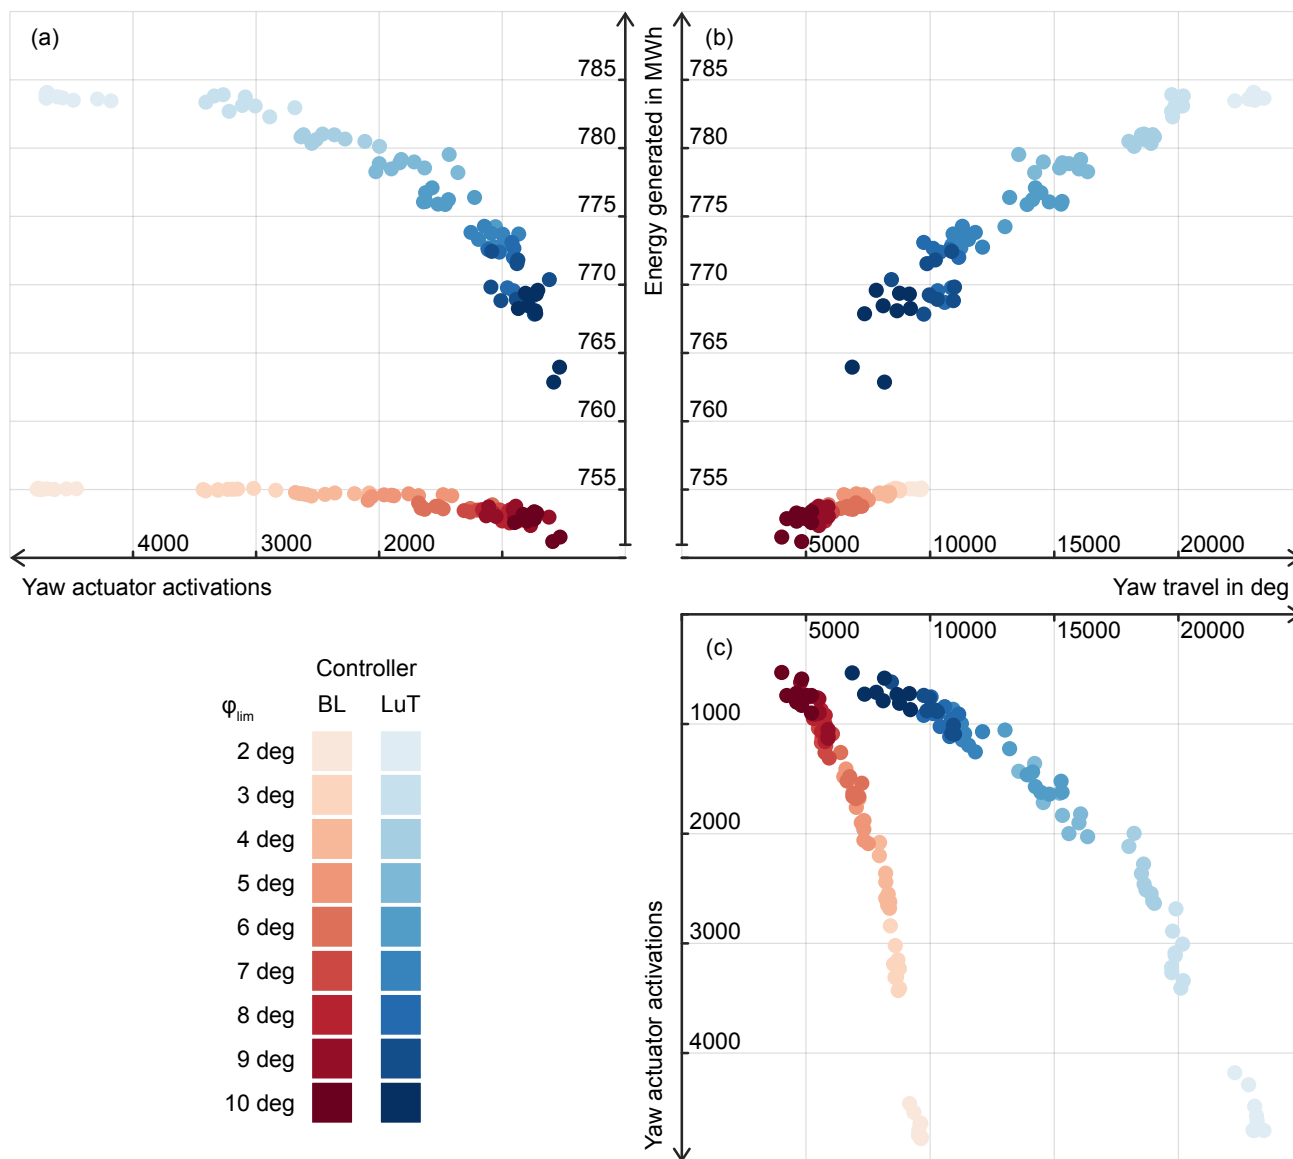 (a)
785
780
775
770
765
760
755
4000 3000 2000
Yaw actuator activations
Energy generated in MWh
(b)
785
780
775
770
765
760
755
5000 10000 15000 20000
Yaw travel in deg
Controller
φlim BL LuT
2 deg
3 deg
4 deg
5 deg
6 deg
7 deg
8 deg
9 deg
10 deg
(c)
5000 10000 15000 20000
1000
2000
3000
4000
Yaw actuator activations